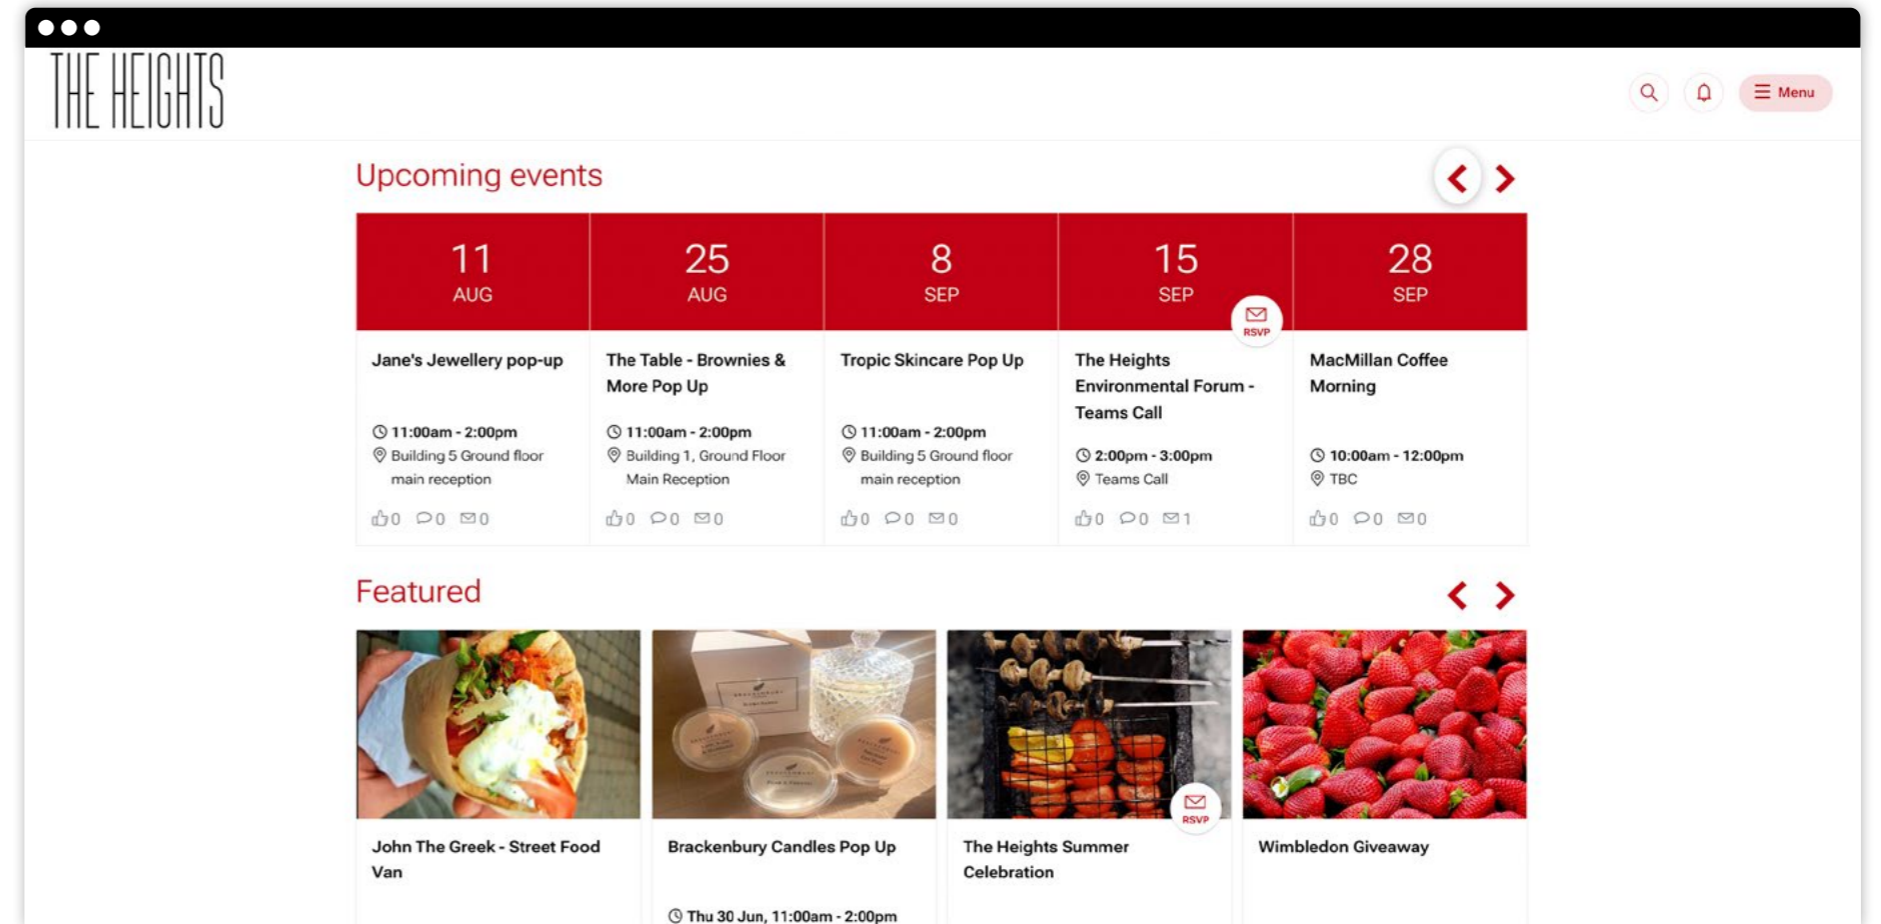 THE HEIGHTS
Menu
Upcoming events
11
AUG
25
AUG
8
SEP
15
SEP
RSVP
28
SEP
Jane's Jewellery pop-up
11:00am - 2:00pm
Building 5 Ground floor
main reception
0 0 0
The Table - Brownies &
More Pop Up
11:00am - 2:00pm
Building 1, Ground Floor
Main Reception
0 0 0
Tropic Skincare Pop Up
11:00am - 2:00pm
Building 5 Ground floor
main reception
0 0 0
The Heights
Environmental Forum -
Teams Call
2:00pm - 3:00pm
Teams Call
0 0 1
MacMillan Coffee
Morning
10:00am - 12:00pm
TBC
0 0 0
Featured
John The Greek - Street Food
Van
Brackenbury Candles Pop Up
Thu 30 Jun, 11:00am - 2:00pm
RSVP
The Heights Summer
Celebration
Wimbledon Giveaway